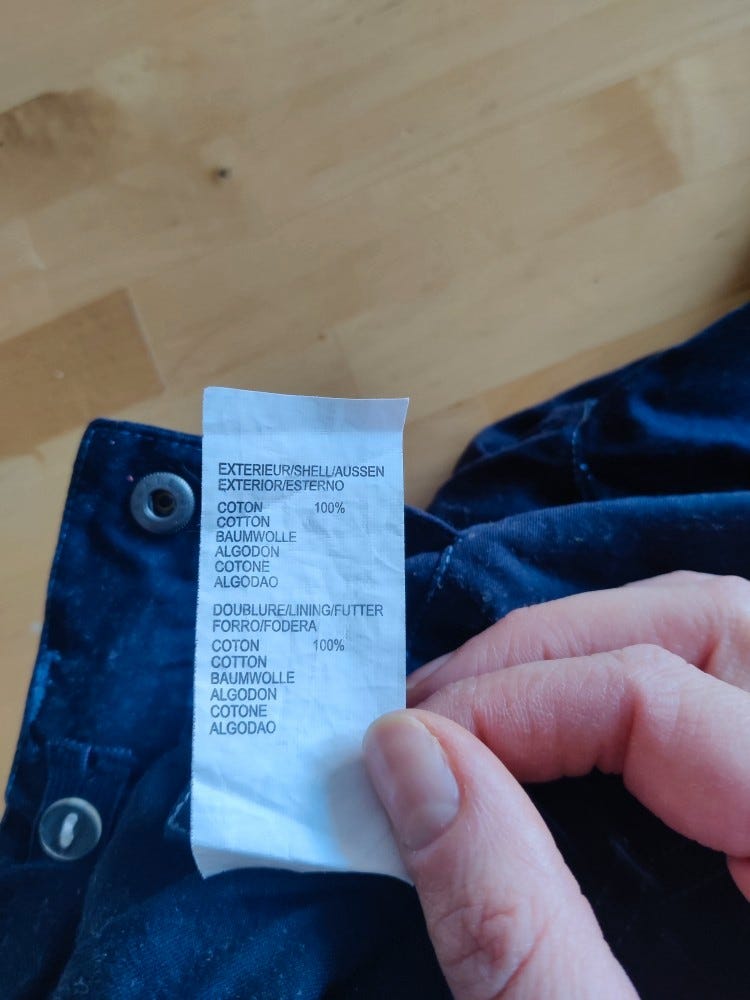 EXTERIEUR/SHELL/AUSSEN
EXTERIOR/ESTERNO
COTON 100%
COTTON
BAUMWOLLE
ALGODON
COTONE
ALGODAO
DOUBLURE/LINING/FUTTER
FORRO/FODERA
COTON 100%
COTTON
BAUMWOLLE
ALGODON
COTONE
ALGODAO